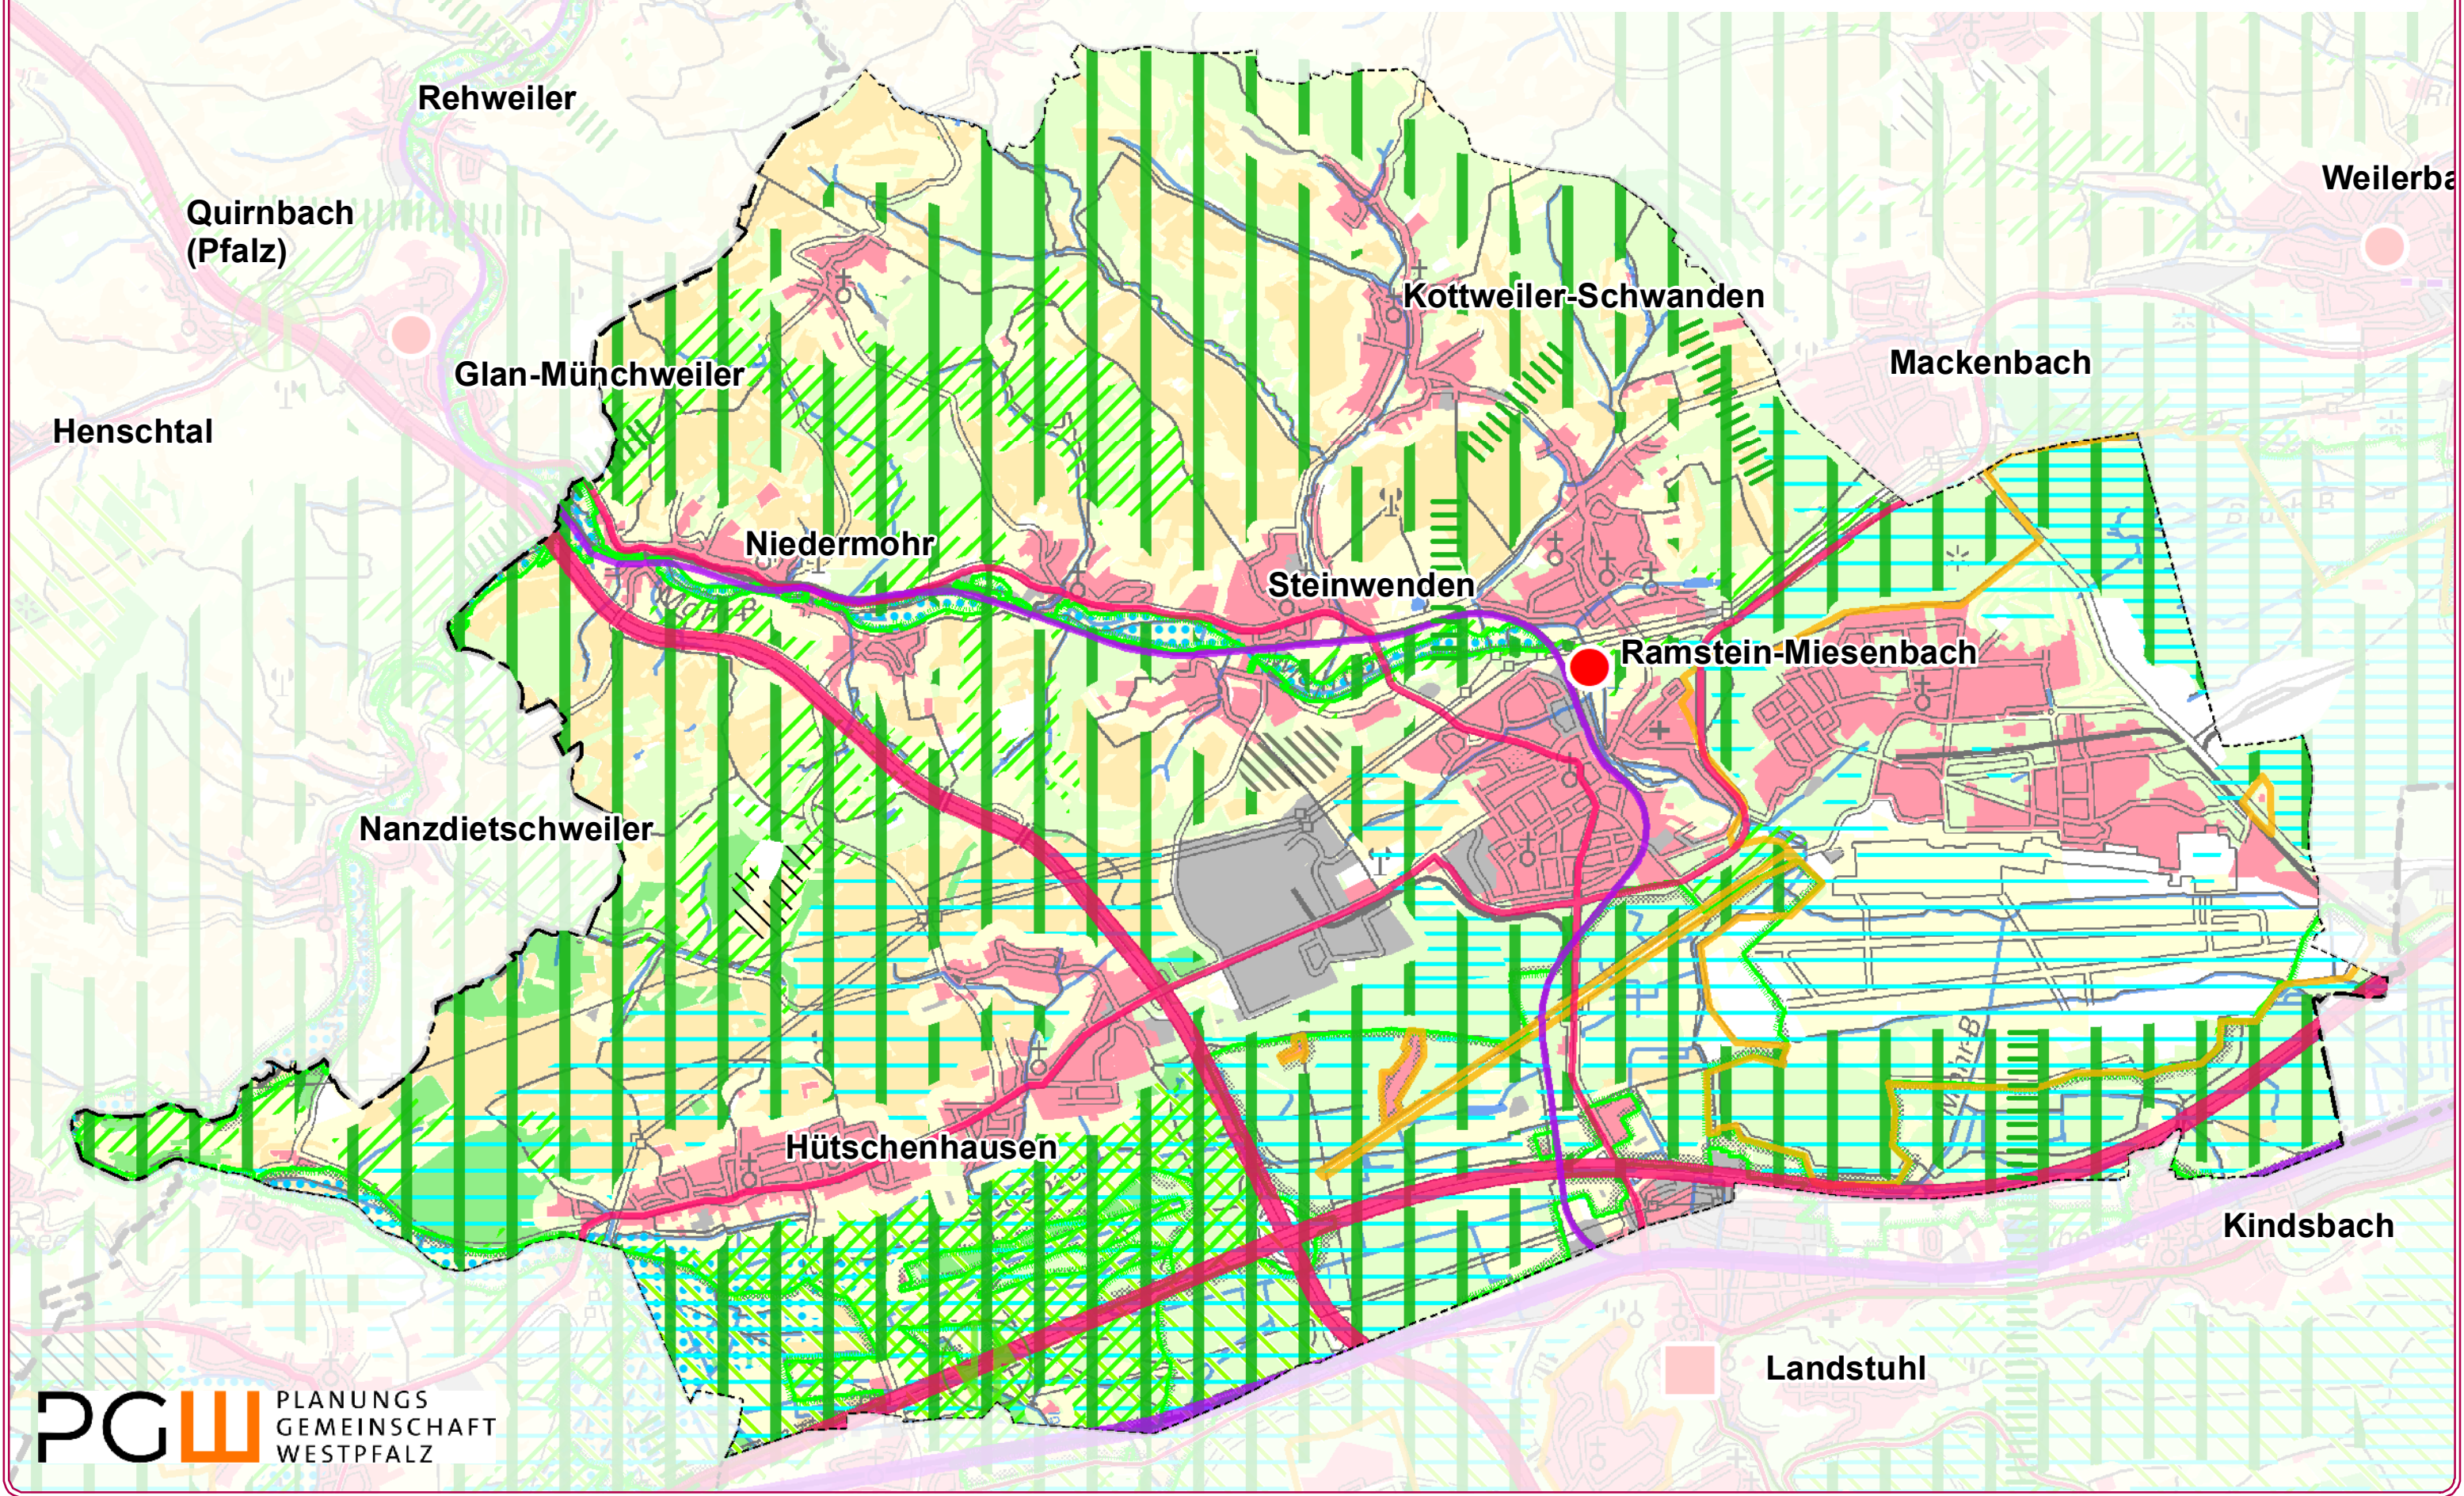 Rehweiler
Weilerba
Quirnbach
(Pfalz)
Kottweiler-Schwanden
Mackenbach
Glan-Münchweiler
Henschtal
Niedermohr
Steinwenden
Ramstein-Miesenbach
Nanzdietschweiler
Mohr-B
Hütschenhausen
Kindsbach
Landstuhl
PGW
PLANUNGS
GEMEINSCHAFT
WESTPFALZ